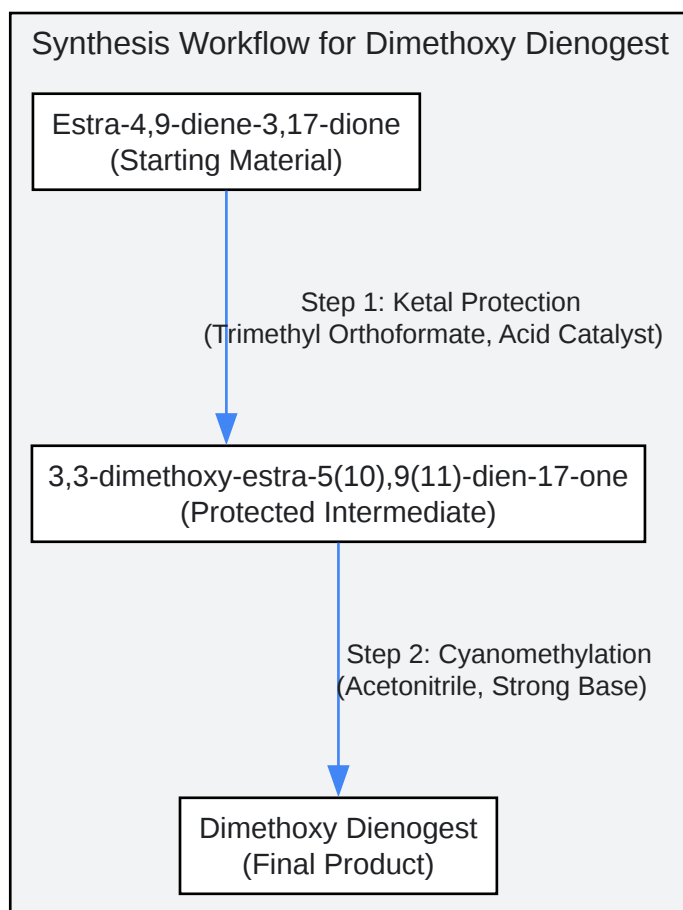 Synthesis Workflow for Dimethoxy Dienogest
Estra-4,9-diene-3,17-dione
(Starting Material)
Step 1: Ketal Protection
(Trimethyl Orthoformate, Acid Catalyst)
3,3-dimethoxy-estra-5(10),9(11)-dien-17-one
(Protected Intermediate)
Step 2: Cyanomethylation
(Acetonitrile, Strong Base)
Dimethoxy Dienogest
(Final Product)